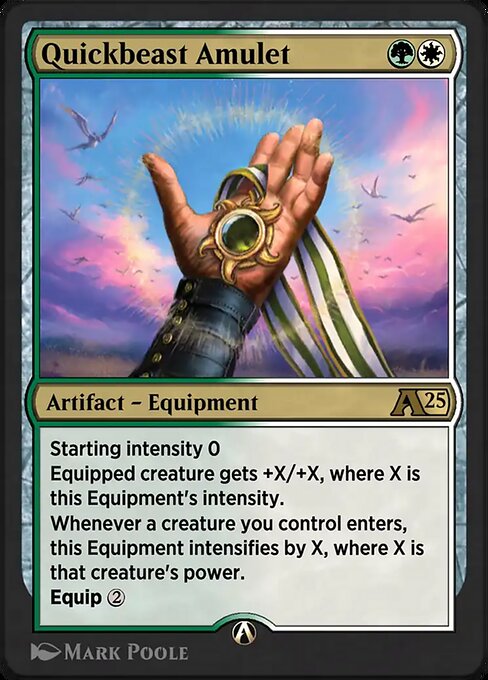 Quickbeast Amulet
Artifact – Equipment
A25
Starting intensity 0
Equipped creature gets +X/+X, where X is
this Equipment's intensity.
Whenever a creature you control enters,
this Equipment intensifies by X, where X is
that creature's power.
Equip 2
Mark Poole